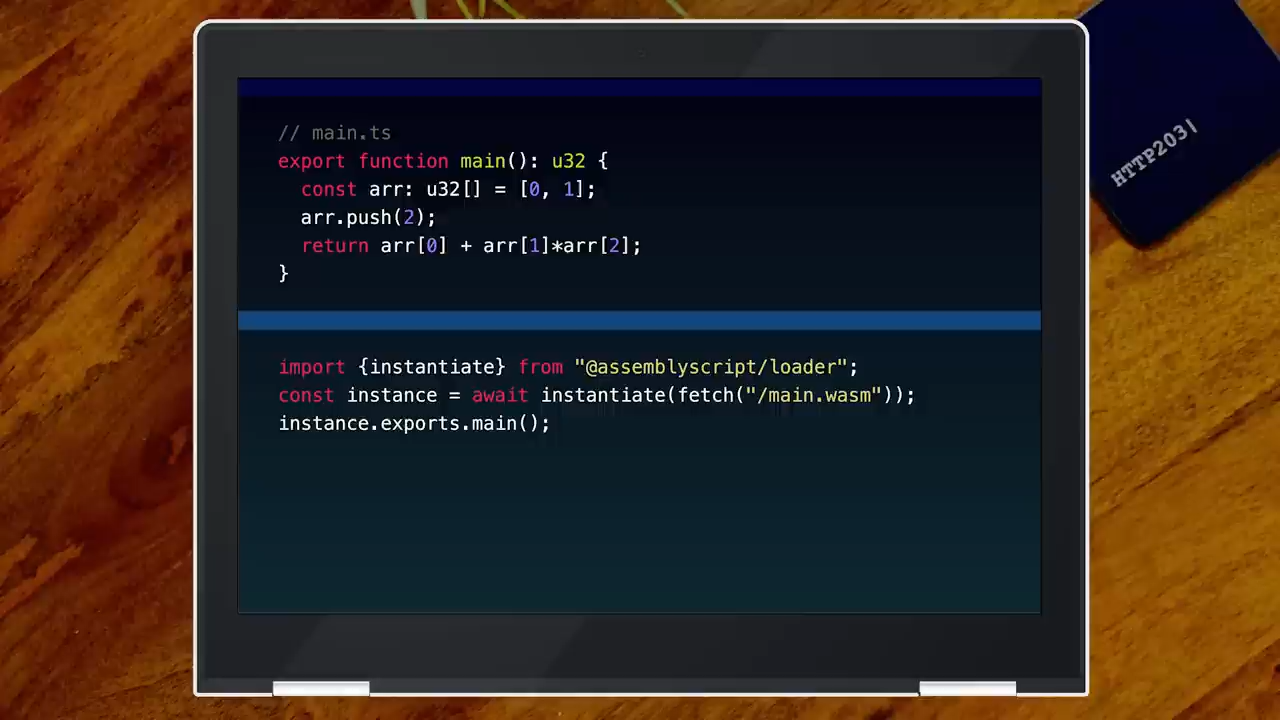 // main.ts
export function main(): u32 {
  const arr: u32[] = [0, 1];
  arr.push(2);
  return arr[0] + arr[1]*arr[2];
}
import {instantiate} from "@assemblyscript/loader";
const instance = await instantiate(fetch("/main.wasm"));
instance.exports.main();
HTTP203|